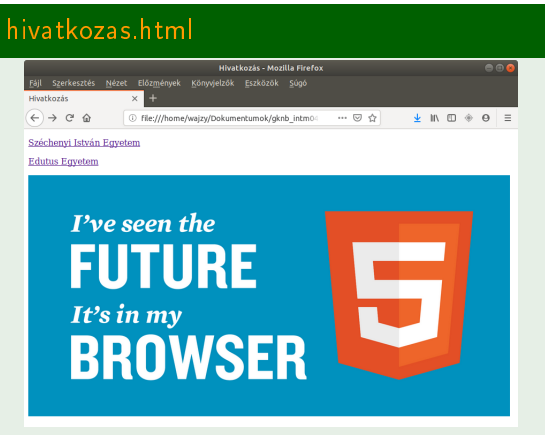 hivatkozas.html
Hivatkozás - Mozilla Firefox
Fájl Szerkesztés Nézet Előzmények Könyvjelzők Eszközök Súgó
Hivatkozás
file:///home/wajzy/Dokumentumok/gknb_intm0
Széchenyi István Egyetem
Edutus Egyetem
I've seen the
FUTURE
It's in my
BROWSER
5